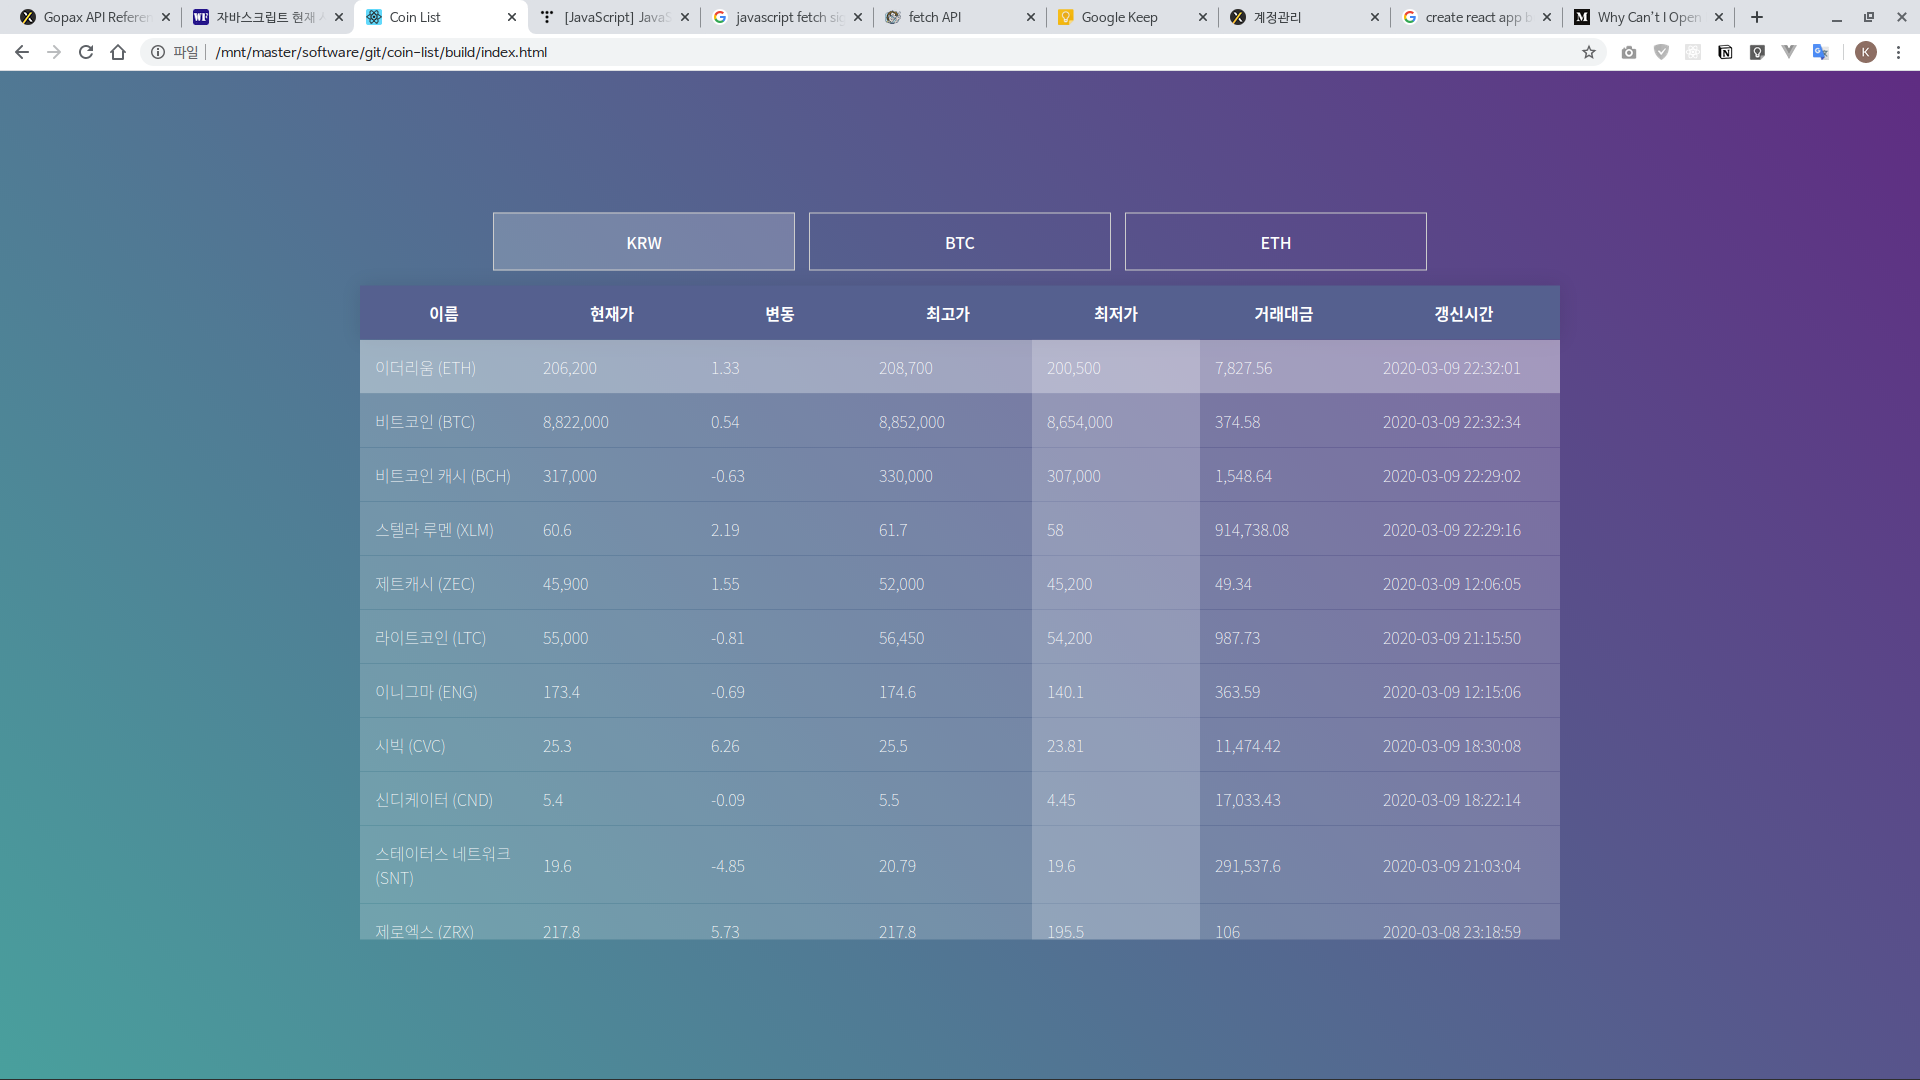 Gopax API Referen
자바스크립트 현재
Coin List
[JavaScript] Java
javascript fetch sig
fetch API
Google Keep
계정관리
create react app b
Why Can't I Open
파일 /mnt/master/software/git/coin-list/build/index.html
K
KRW BTC ETH
이름 현재가 변동 최고가 최저가 거래대금 갱신시간
이더리움 (ETH) 206,200 1.33 208,700 200,500 7,827.56 2020-03-09 22:32:01
비트코인 (BTC) 8,822,000 0.54 8,852,000 8,654,000 374.58 2020-03-09 22:32:34
비트코인 캐시 (BCH) 317,000 -0.63 330,000 307,000 1,548.64 2020-03-09 22:29:02
스텔라 루멘 (XLM) 60.6 2.19 61.7 58 914,738.08 2020-03-09 22:29:16
제트캐시 (ZEC) 45,900 1.55 52,000 45,200 49.34 2020-03-09 12:06:05
라이트코인 (LTC) 55,000 -0.81 56,450 54,200 987.73 2020-03-09 21:15:50
이니그마 (ENG) 173.4 -0.69 174.6 140.1 363.59 2020-03-09 12:15:06
시빅 (CVC) 25.3 6.26 25.5 23.81 11,474.42 2020-03-09 18:30:08
신디케이터 (CND) 5.4 -0.09 5.5 4.45 17,033.43 2020-03-09 18:22:14
스테이터스 네트워크
(SNT) 19.6 -4.85 20.79 19.6 291,537.6 2020-03-09 21:03:04
제로엑스 (ZRX) 217.8 5.73 217.8 195.5 106 2020-03-08 23:18:59